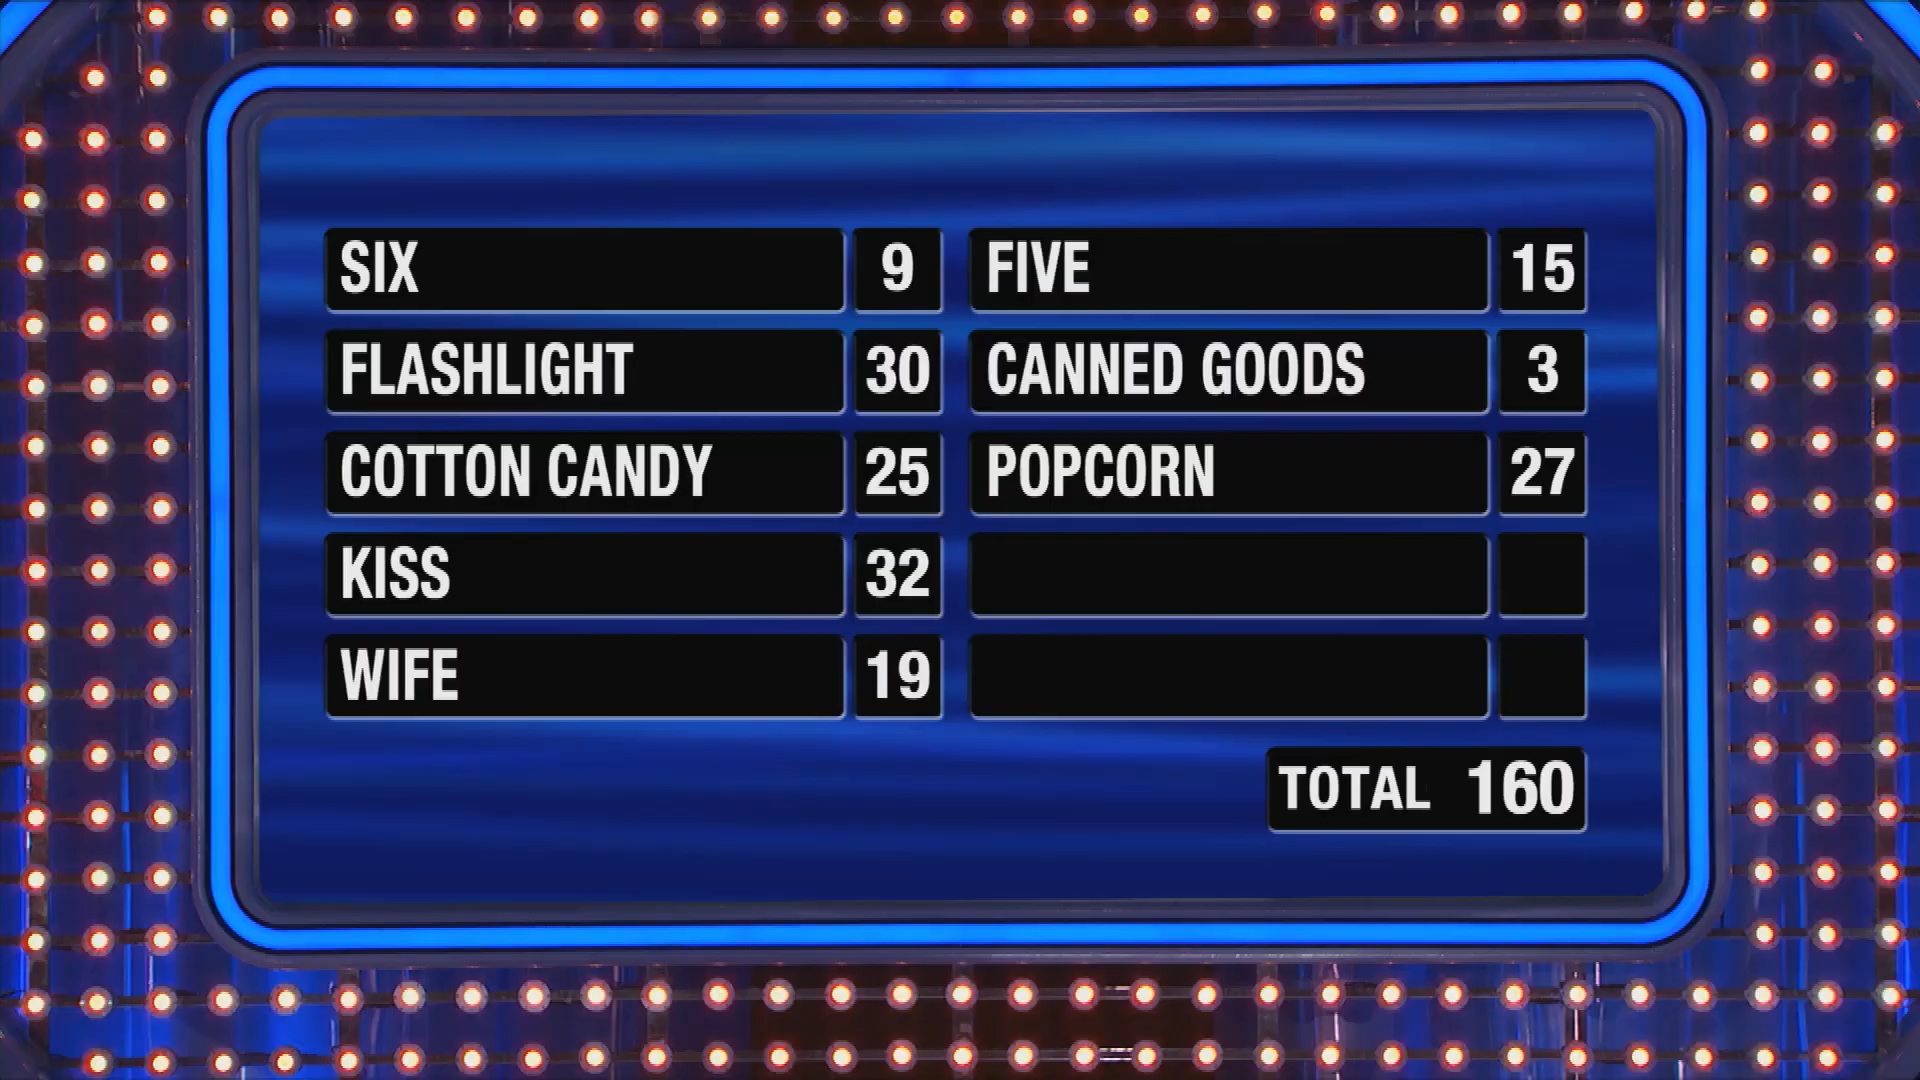 SIX 9 FIVE 15
FLASHLIGHT 30 CANNED GOODS 3
COTTON CANDY 25 POPCORN 27
KISS 32
WIFE 19
TOTAL 160